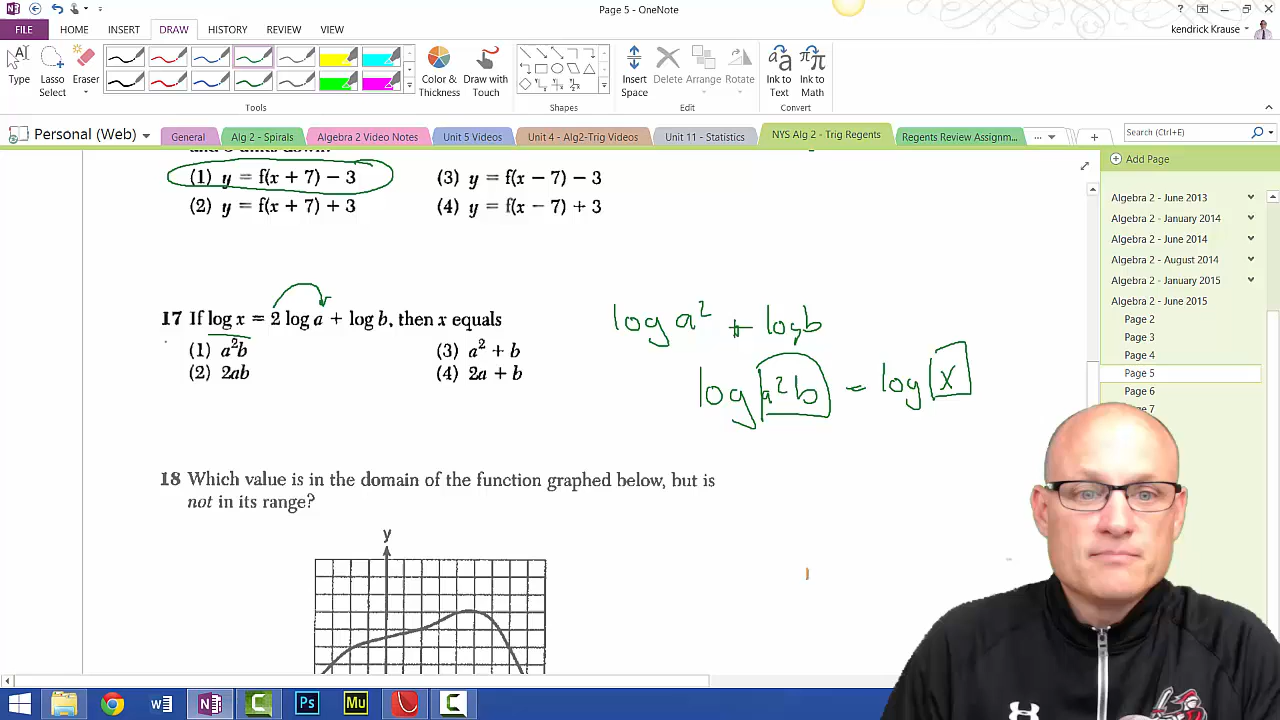 Page 5 - OneNote
FILE HOME INSERT DRAW HISTORY REVIEW VIEW
kendrick Krause
Type Lasso Select Eraser Color & Thickness Draw with Touch Insert Space Delete Arrange Rotate Ink to Text Ink to Math
Tools Shapes Edit Convert
Personal (Web) General Alg 2 - Spirals Algebra 2 Video Notes Unit 5 Videos Unit 4 - Alg2-Trig Videos Unit 11 - Statistics NYS Alg 2 - Trig Regents Regents Review Assignm... Search (Ctrl+E)
Add Page
Algebra 2 - June 2013
Algebra 2 - January 2014
Algebra 2 - June 2014
Algebra 2 - August 2014
Algebra 2 - January 2015
Algebra 2 - June 2015
Page 2
Page 3
Page 4
Page 5
Page 6
7
(1) y = f(x + 7) − 3 (3) y = f(x − 7) − 3
(2) y = f(x + 7) + 3 (4) y = f(x − 7) + 3
17 If log x = 2 log a + log b, then x equals
(1) a²b (3) a² + b
(2) 2ab (4) 2a + b
log a² + log b
log a²b = log x
18 Which value is in the domain of the function graphed below, but is
not in its range?
y
W N Ps Mu